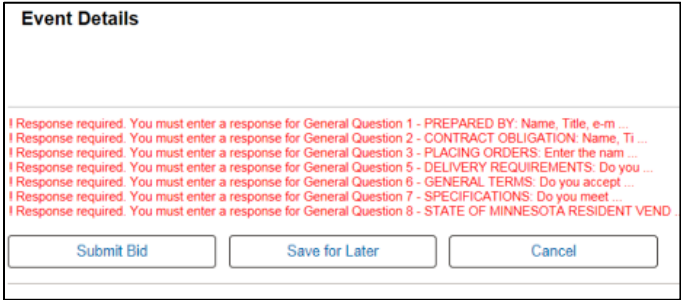 Event Details
! Response required. You must enter a response for General Question 1 - PREPARED BY: Name, Title, e-m ...
! Response required. You must enter a response for General Question 2 - CONTRACT OBLIGATION: Name, Ti ...
! Response required. You must enter a response for General Question 3 - PLACING ORDERS: Enter the nam ...
! Response required. You must enter a response for General Question 5 - DELIVERY REQUIREMENTS: Do you ...
! Response required. You must enter a response for General Question 6 - GENERAL TERMS: Do you accept ...
! Response required. You must enter a response for General Question 7 - SPECIFICATIONS: Do you meet ...
! Response required. You must enter a response for General Question 8 - STATE OF MINNESOTA RESIDENT VEND ...
Submit Bid Save for Later Cancel